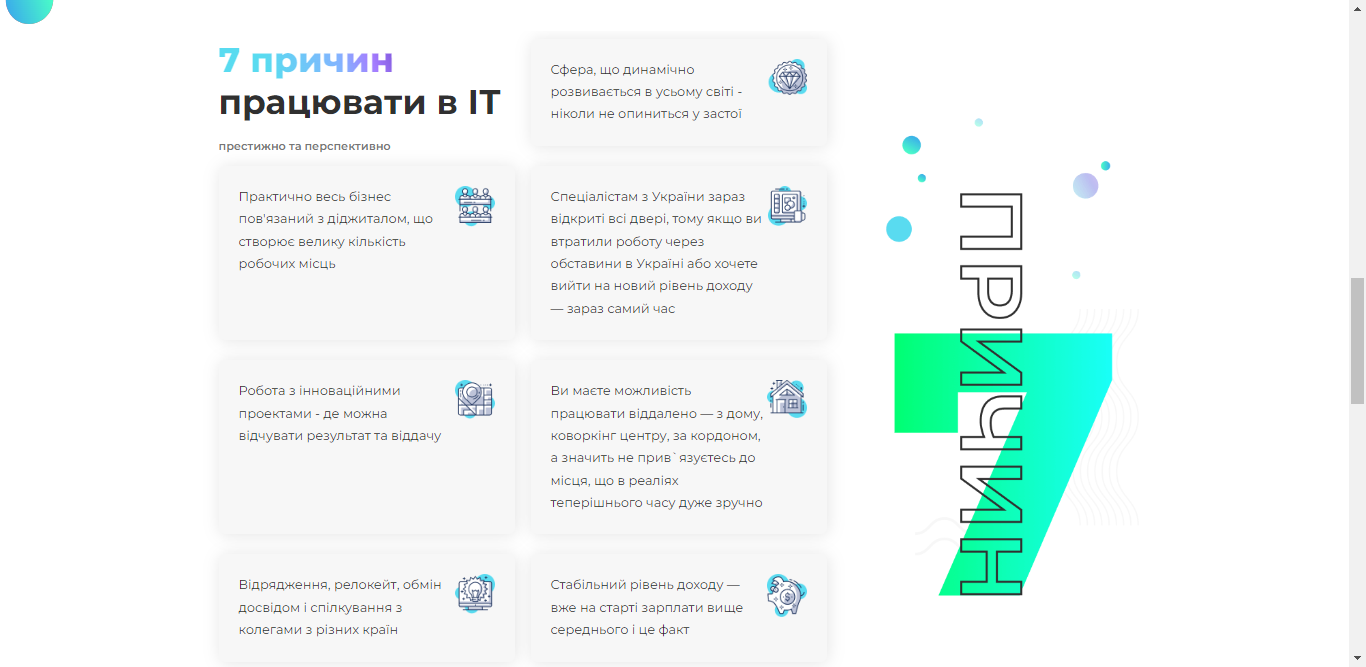 7 причин
працювати в ІТ
престижно та перспективно
Сфера, що динамічно
розвивається в усьому світі -
ніколи не опиниться у застої
Практично весь бізнес
пов'язаний з діджиталом, що
створює велику кількість
робочих місць
Спеціалістам з України зараз
відкриті всі двері, тому якщо ви
втратили роботу через
обставини в Україні або хочете
вийти на новий рівень доходу
— зараз самий час
Робота з інноваційними
проектами - де можна
відчувати результат та віддачу
Ви маєте можливість
працювати віддалено — з дому,
коворкінг центру, за кордоном,
а значить не прив`язуєтесь до
місця, що в реаліях
теперішнього часу дуже зручно
Відрядження, релокейт, обмін
досвідом і спілкування з
колегами з різних країн
Стабільний рівень доходу —
вже на старті зарплати вище
середнього і це факт
7
ПРИЧИН